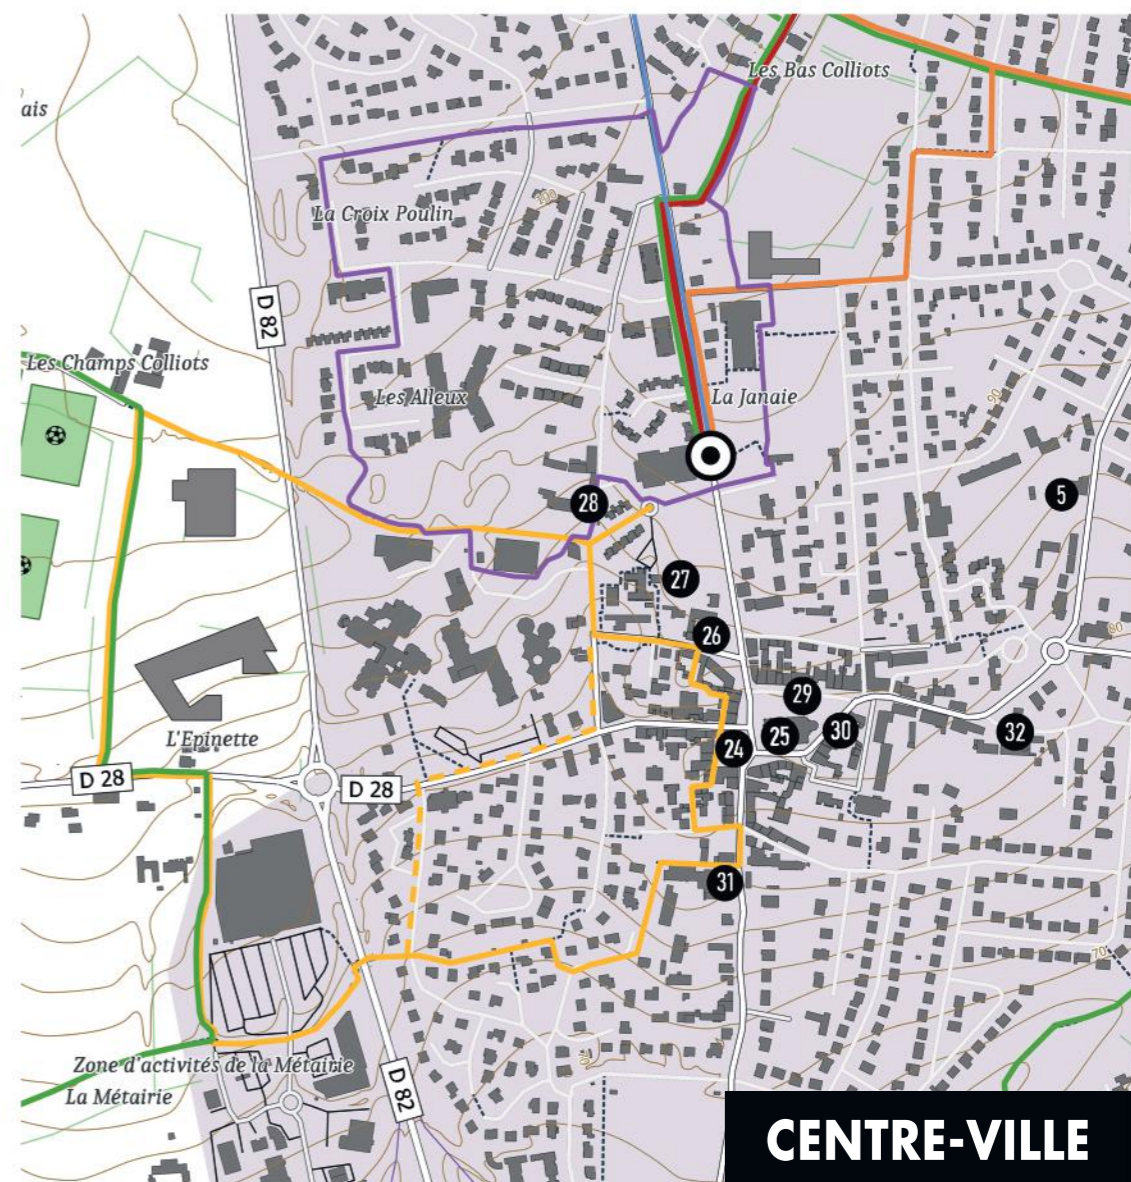 Les Bas Colliots
ais
100
La Croix Poulin
D 82
Les Champs Colliots
Les Alleux
La Janaie
90
28
5
27
26
80
29
24
25
30
32
L'Epinette
D 28
D 28
31
70
70
Zone d'activités de la Métairie
La Métairie
D 82
CENTRE-VILLE